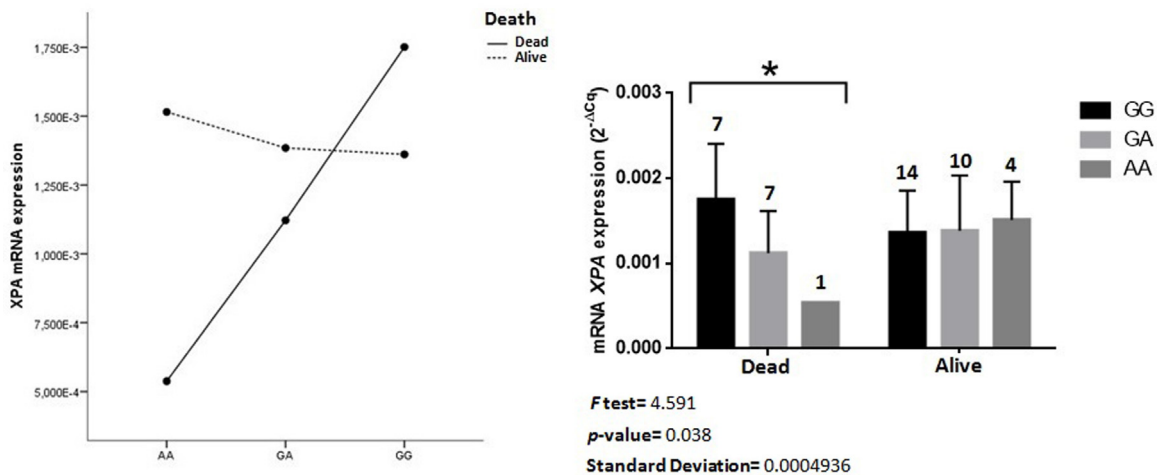 Death
Dead
Alive
1,750E-3
1,500E-3
1,250E-3
1,000E-3
7,500E-4
5,000E-4
XPA mRNA expression
AA
GA
GG
*
0.003
0.002
0.001
0.000
mRNA XPA expression (2^-ΔCq)
7
7
1
14
10
4
Dead
Alive
GG
GA
AA
F test= 4.591
p-value= 0.038
Standard Deviation= 0.0004936